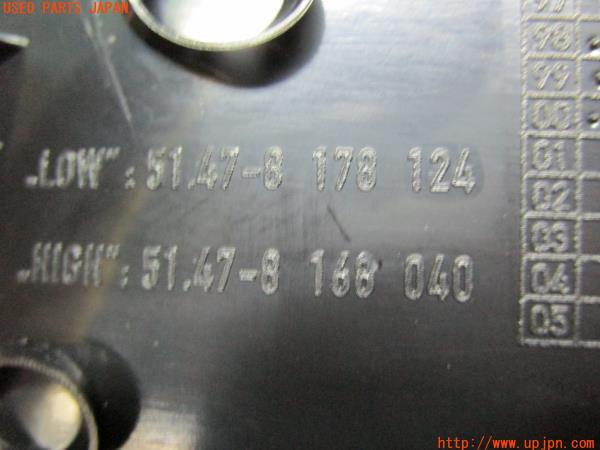 USED PARTS JAPAN
97
98
99
00
01
02
03
04
05
„LOW“: 51.47-8 178 124
„HIGH“: 51.47-8 168 040
http://www.upjpn.com